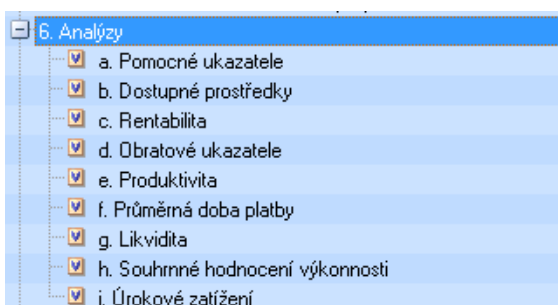 6. Analýzy
a. Pomocné ukazatele
b. Dostupné prostředky
c. Rentabilita
d. Obratové ukazatele
e. Produktivita
f. Průměrná doba platby
g. Likvidita
h. Souhrnné hodnocení výkonnosti
i. Úrokové zatížení